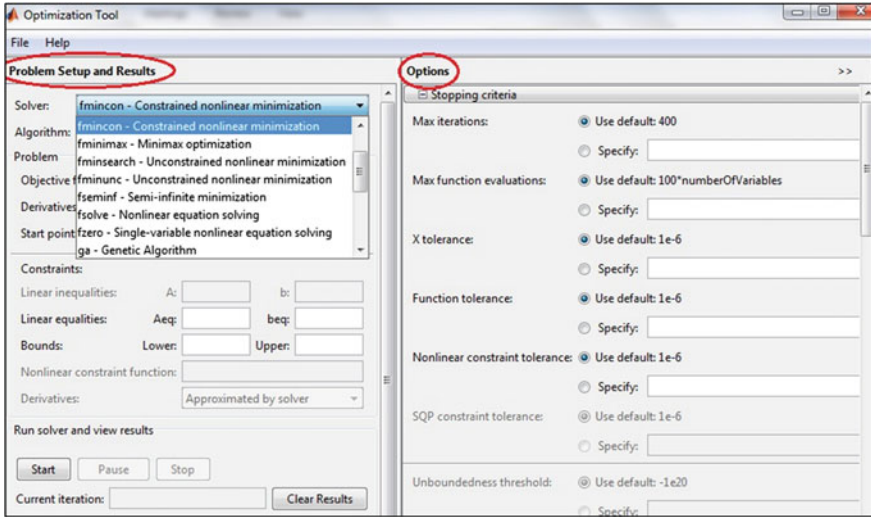 Optimization Tool
File Help
Problem Setup and Results
Solver: fmincon - Constrained nonlinear minimization
fmincon - Constrained nonlinear minimization
fminimax - Minimax optimization
fminsearch - Unconstrained nonlinear minimization
fminunc - Unconstrained nonlinear minimization
fseminf - Semi-infinite minimization
fsolve - Nonlinear equation solving
fzero - Single-variable nonlinear equation solving
ga - Genetic Algorithm
Algorithm:
Problem
Objective f
Derivatives
Start point
Constraints:
Linear inequalities: A: b:
Linear equalities: Aeq: beq:
Bounds: Lower: Upper:
Nonlinear constraint function:
Derivatives: Approximated by solver
Run solver and view results
Start Pause Stop
Current iteration: Clear Results
Options >>
Stopping criteria
Max iterations: Use default: 400
Specify:
Max function evaluations: Use default: 100*numberOfVariables
Specify:
X tolerance: Use default: 1e-6
Specify:
Function tolerance: Use default: 1e-6
Specify:
Nonlinear constraint tolerance: Use default: 1e-6
Specify:
SQP constraint tolerance: Use default: 1e-6
Specify:
Unboundedness threshold: Use default: -1e20
Specify: